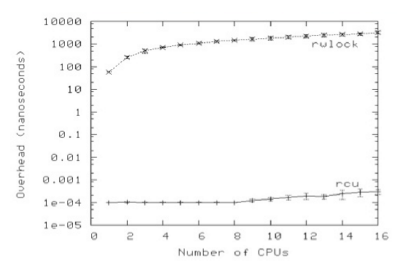 10000
1000
100
10
1
0.1
0.01
0.001
1e-04
1e-05
Overhead (nanoseconds)
rwlock
rcu
0 2 4 6 8 10 12 14 16
Number of CPUs